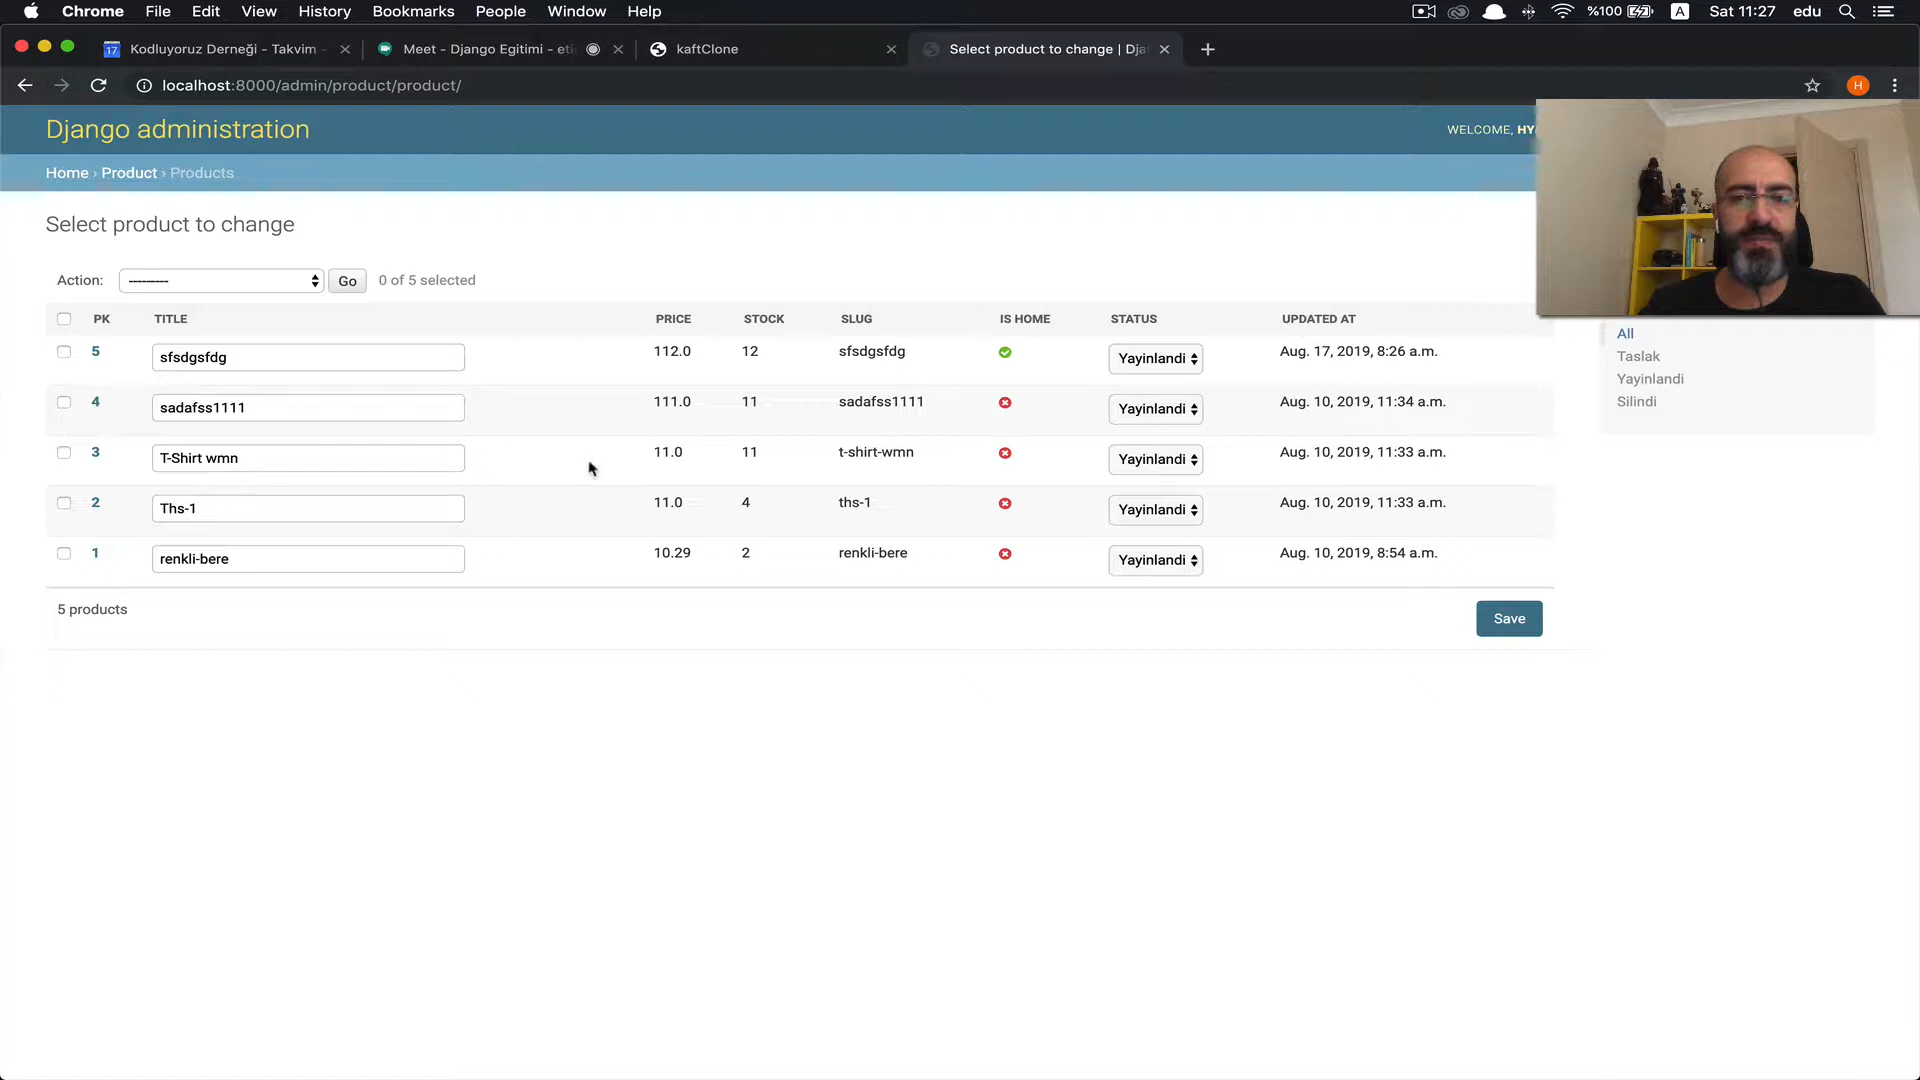 Chrome File Edit View History Bookmarks People Window Help %100 A Sat 11:27 edu
17 Kodluyoruz Derneği - Takvim - Meet - Django Egitimi - eti kaftClone Select product to change | Dja
localhost:8000/admin/product/product/ H
Django administration WELCOME, HY
Home › Product › Products
Select product to change
Action: --------- Go 0 of 5 selected
PK TITLE PRICE STOCK SLUG IS HOME STATUS UPDATED AT
5 sfsdgsfdg 112.0 12 sfsdgsfdg Yayinlandi Aug. 17, 2019, 8:26 a.m.
4 sadafss1111 111.0 11 sadafss1111 Yayinlandi Aug. 10, 2019, 11:34 a.m.
3 T-Shirt wmn 11.0 11 t-shirt-wmn Yayinlandi Aug. 10, 2019, 11:33 a.m.
2 Ths-1 11.0 4 ths-1 Yayinlandi Aug. 10, 2019, 11:33 a.m.
1 renkli-bere 10.29 2 renkli-bere Yayinlandi Aug. 10, 2019, 8:54 a.m.
5 products Save
All
Taslak
Yayinlandi
Silindi